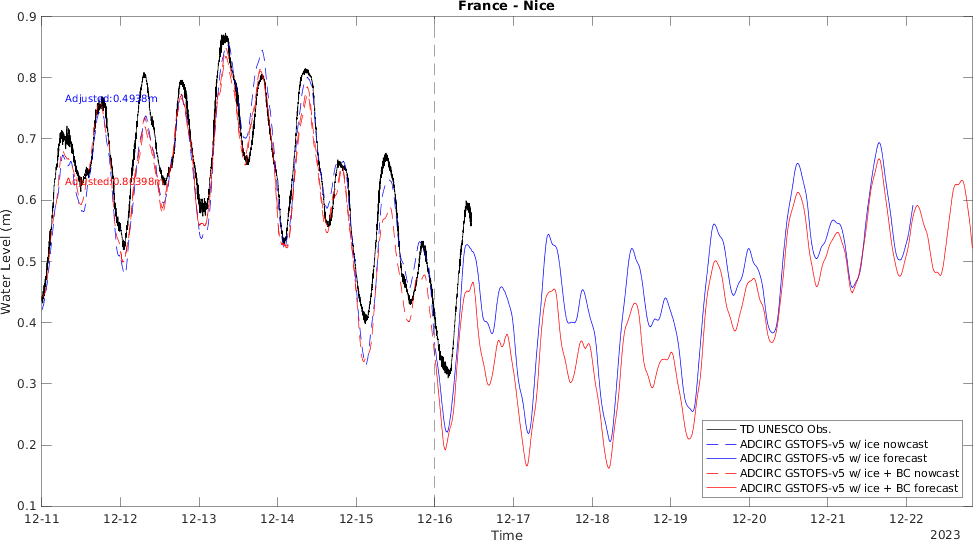 France - Nice
0.9
0.8
0.7
0.6
0.5
0.4
0.3
0.2
0.1
Water Level (m)
Adjusted:0.4938m
Adjusted:0.80398m
TD UNESCO Obs.
ADCIRC GSTOFS-v5 w/ ice nowcast
ADCIRC GSTOFS-v5 w/ ice forecast
ADCIRC GSTOFS-v5 w/ ice + BC nowcast
ADCIRC GSTOFS-v5 w/ ice + BC forecast
12-11 12-12 12-13 12-14 12-15 12-16 12-17 12-18 12-19 12-20 12-21 12-22
Time
2023